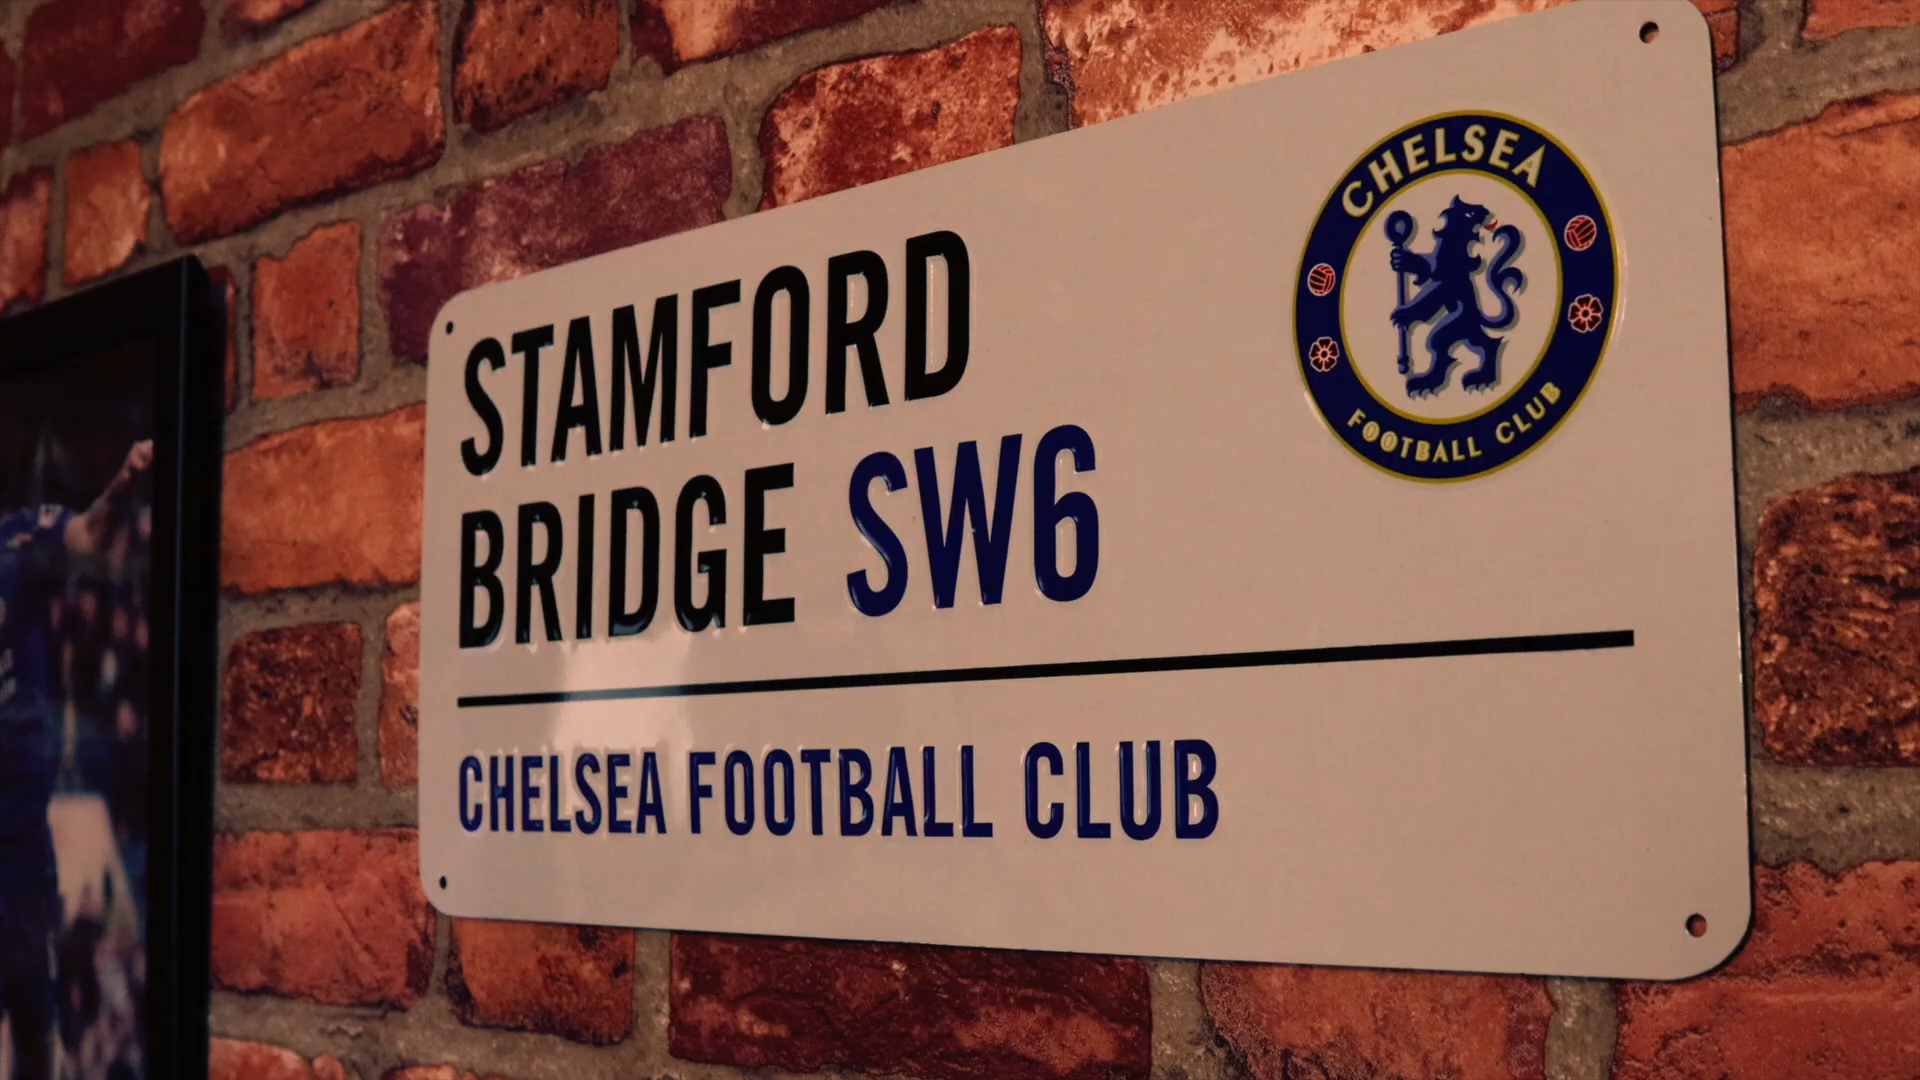 STAMFORD
BRIDGE SW6
CHELSEA FOOTBALL CLUB
CHELSEA
FOOTBALL CLUB